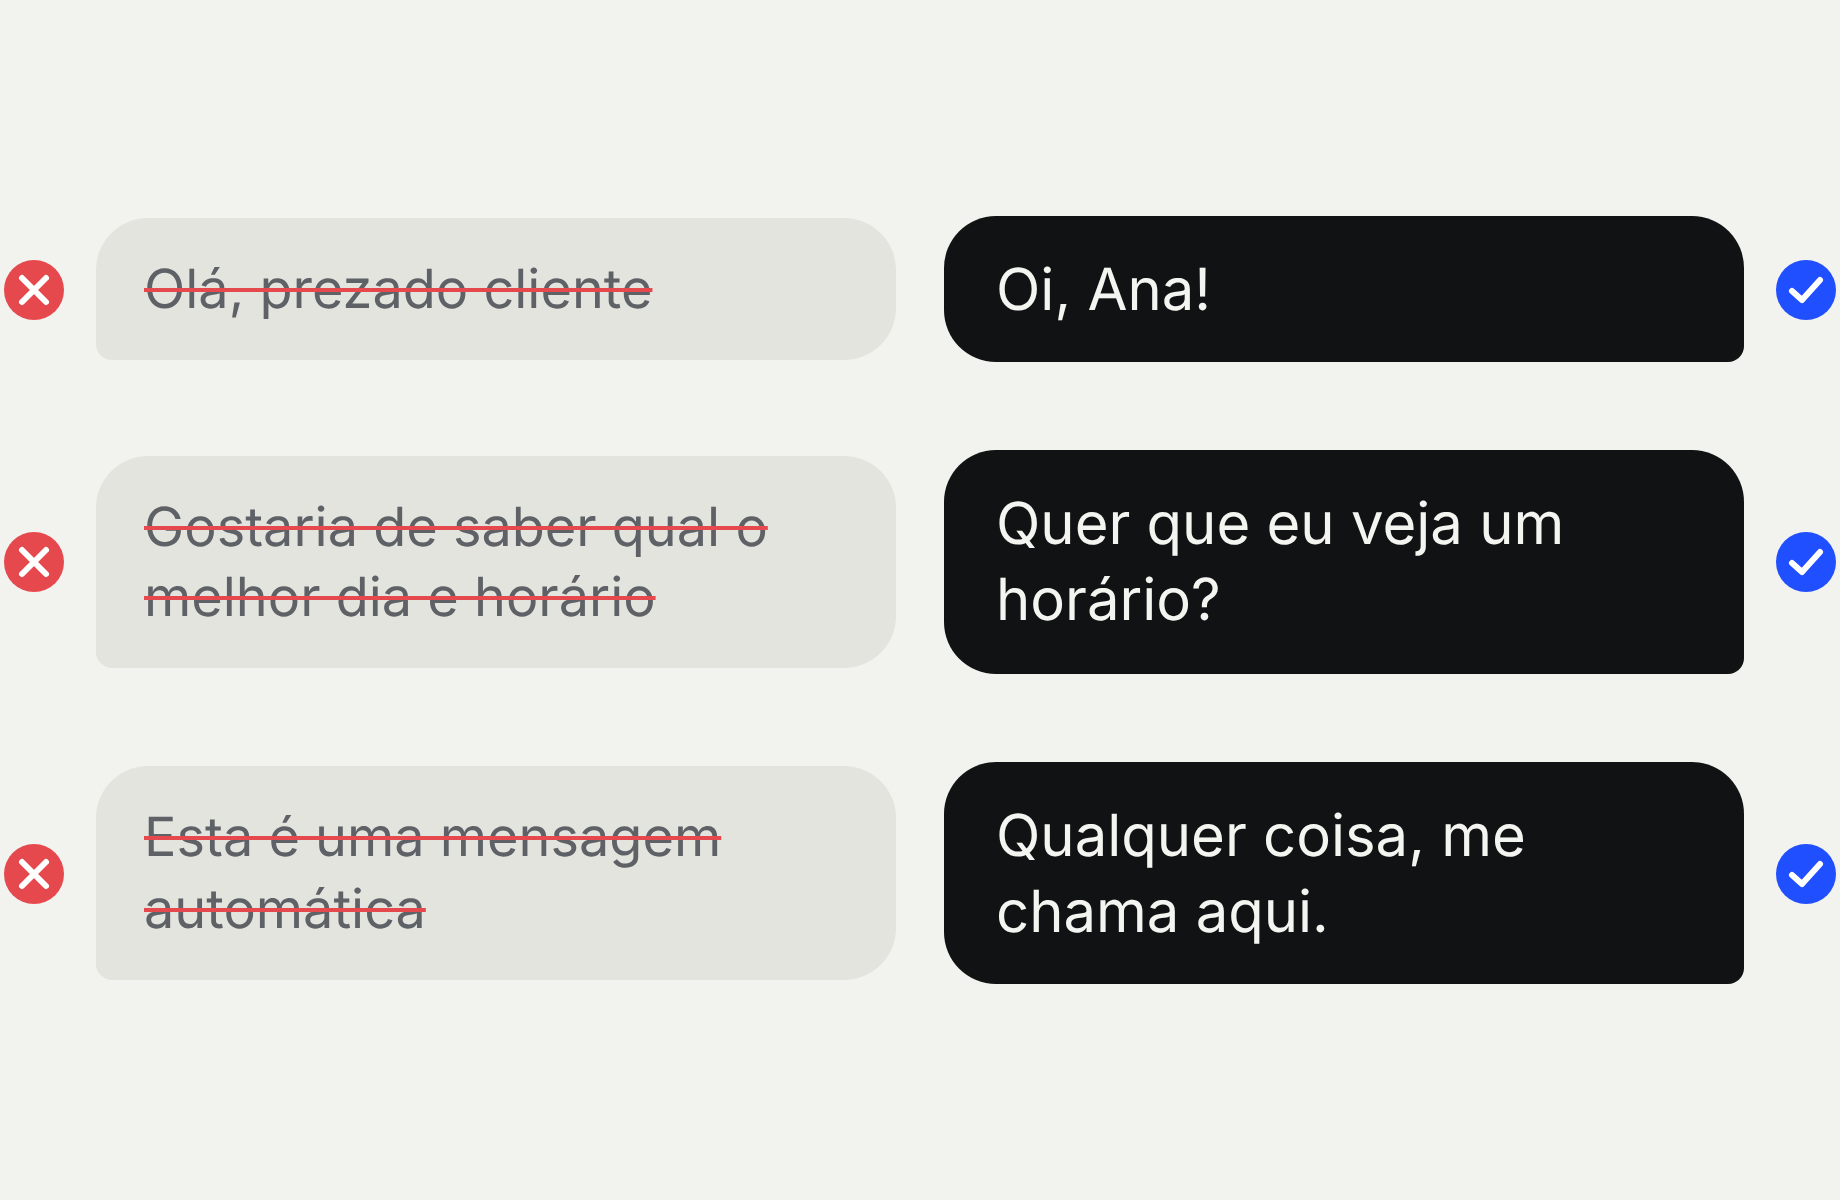 Olá, prezado cliente
Oi, Ana!
Gostaria de saber qual o
melhor dia e horário
Quer que eu veja um
horário?
Esta é uma mensagem
automática
Qualquer coisa, me
chama aqui.